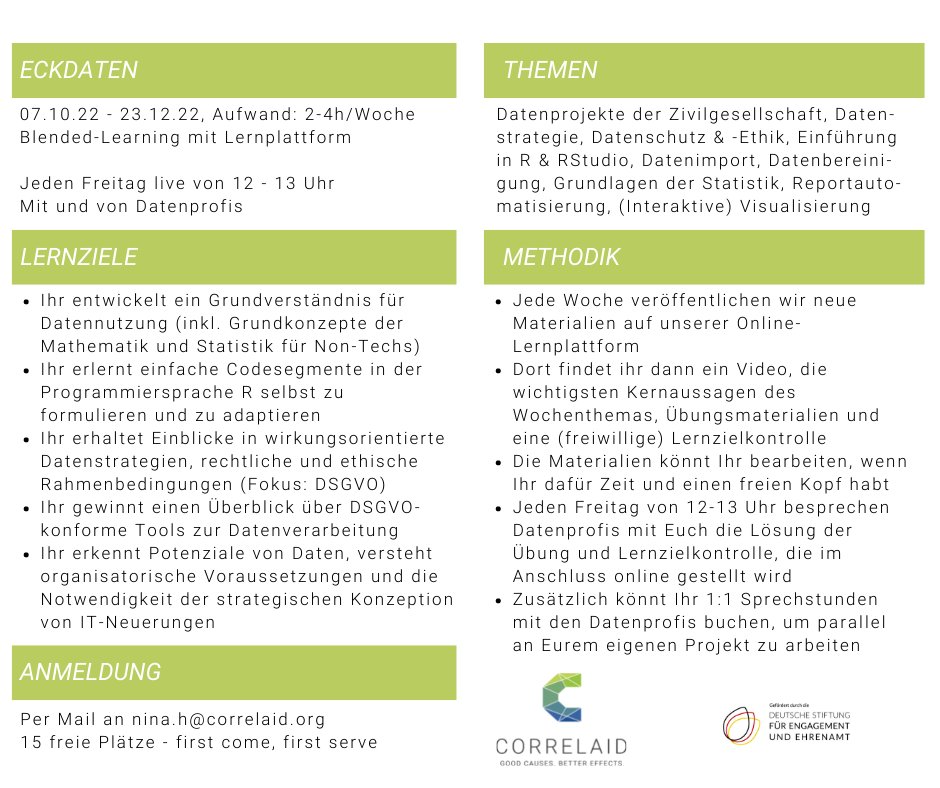 ECKDATEN
07.10.22 - 23.12.22, Aufwand: 2-4h/Woche
Blended-Learning mit Lernplattform
Jeden Freitag live von 12 - 13 Uhr
Mit und von Datenprofis
LERNZIELE
• Ihr entwickelt ein Grundverständnis für
Datennutzung (inkl. Grundkonzepte der
Mathematik und Statistik für Non-Techs)
• Ihr erlernt einfache Codesegmente in der
Programmiersprache R selbst zu
formulieren und zu adaptieren
• Ihr erhaltet Einblicke in wirkungsorientierte
Datenstrategien, rechtliche und ethische
Rahmenbedingungen (Fokus: DSGVO)
• Ihr gewinnt einen Überblick über DSGVO-
konforme Tools zur Datenverarbeitung
• Ihr erkennt Potenziale von Daten, versteht
organisatorische Voraussetzungen und die
Notwendigkeit der strategischen Konzeption
von IT-Neuerungen
ANMELDUNG
Per Mail an nina.h@correlaid.org
15 freie Plätze - first come, first serve
THEMEN
Datenprojekte der Zivilgesellschaft, Daten-
strategie, Datenschutz & -Ethik, Einführung
in R & RStudio, Datenimport, Datenbereini-
gung, Grundlagen der Statistik, Reportauto-
matisierung, (Interaktive) Visualisierung
METHODIK
• Jede Woche veröffentlichen wir neue
Materialien auf unserer Online-
Lernplattform
• Dort findet ihr dann ein Video, die
wichtigsten Kernaussagen des
Wochenthemas, Übungsmaterialien und
eine (freiwillige) Lernzielkontrolle
• Die Materialien könnt Ihr bearbeiten, wenn
Ihr dafür Zeit und einen freien Kopf habt
• Jeden Freitag von 12-13 Uhr besprechen
Datenprofis mit Euch die Lösung der
Übung und Lernzielkontrolle, die im
Anschluss online gestellt wird
• Zusätzlich könnt Ihr 1:1 Sprechstunden
mit den Datenprofis buchen, um parallel
an Eurem eigenen Projekt zu arbeiten
CORRELAID
GOOD CAUSES. BETTER EFFECTS.
Gefördert durch die
DEUTSCHE STIFTUNG
FÜR ENGAGEMENT
UND EHRENAMT